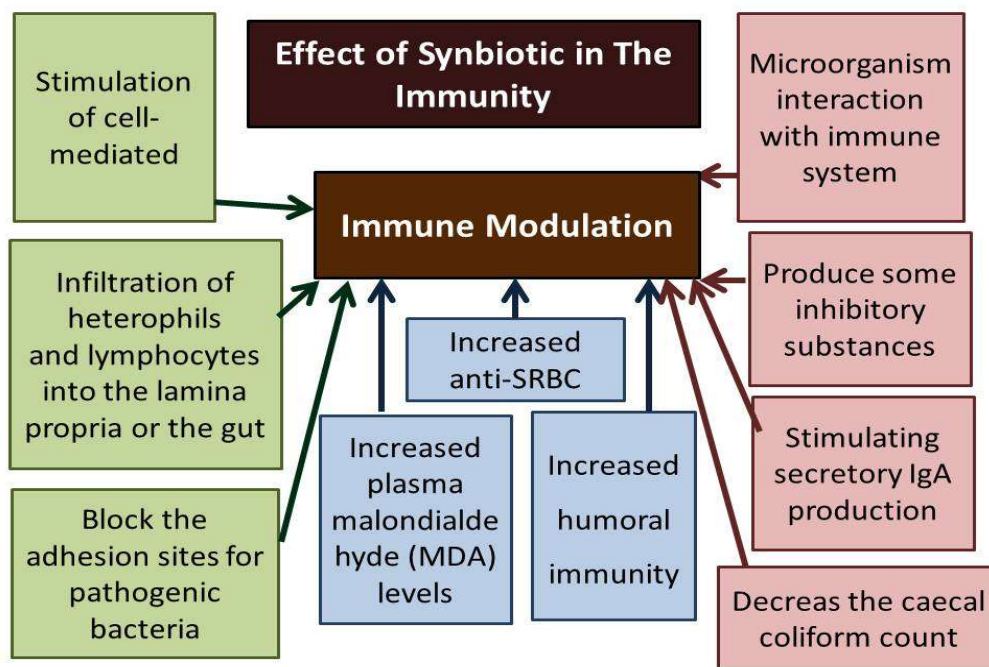 Effect of Synbiotic in The
Immunity
Stimulation
of cell-
mediated
Microorganism
interaction
with immune
system
Immune Modulation
Infiltration of
heterophils
and lymphocytes
into the lamina
propria or the gut
Produce some
inhibitory
substances
Increased
anti-SRBC
Increased
plasma
malondialde
hyde (MDA)
levels
Increased
humoral
immunity
Stimulating
secretory IgA
production
Block the
adhesion sites for
pathogenic
bacteria
Decreas the caecal
coliform count